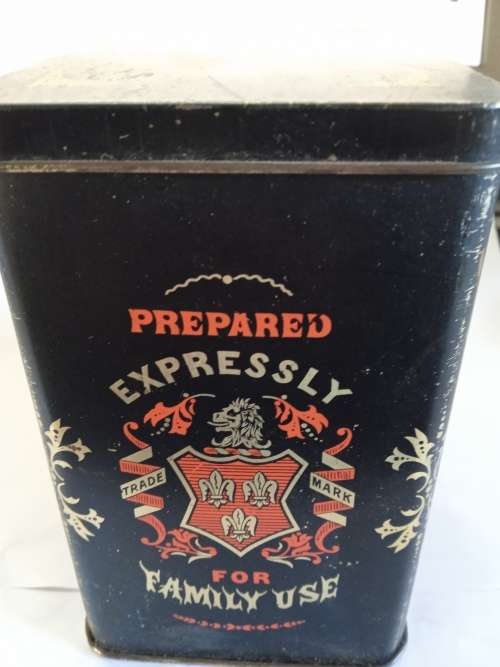 PREPARED
EXPRESSLY
TRADE MARK
FOR
FAMILY USE